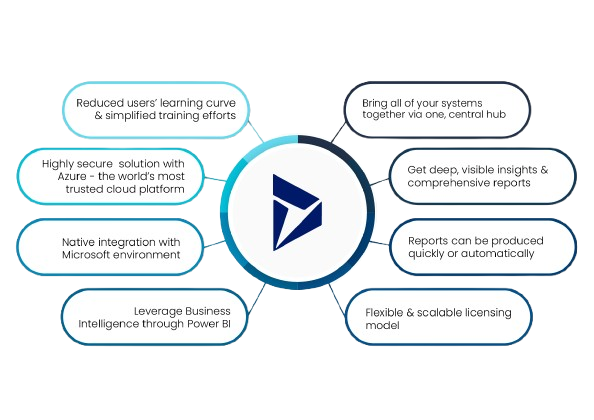 Reduced users' learning curve
& simplified training efforts
Highly secure solution with
Azure - the world's most
trusted cloud platform
Native integration with
Microsoft environment
Leverage Business
Intelligence through Power BI
Bring all of your systems
together via one, central hub
Get deep, visible insights &
comprehensive reports
Reports can be produced
quickly or automatically
Flexible & scalable licensing
model